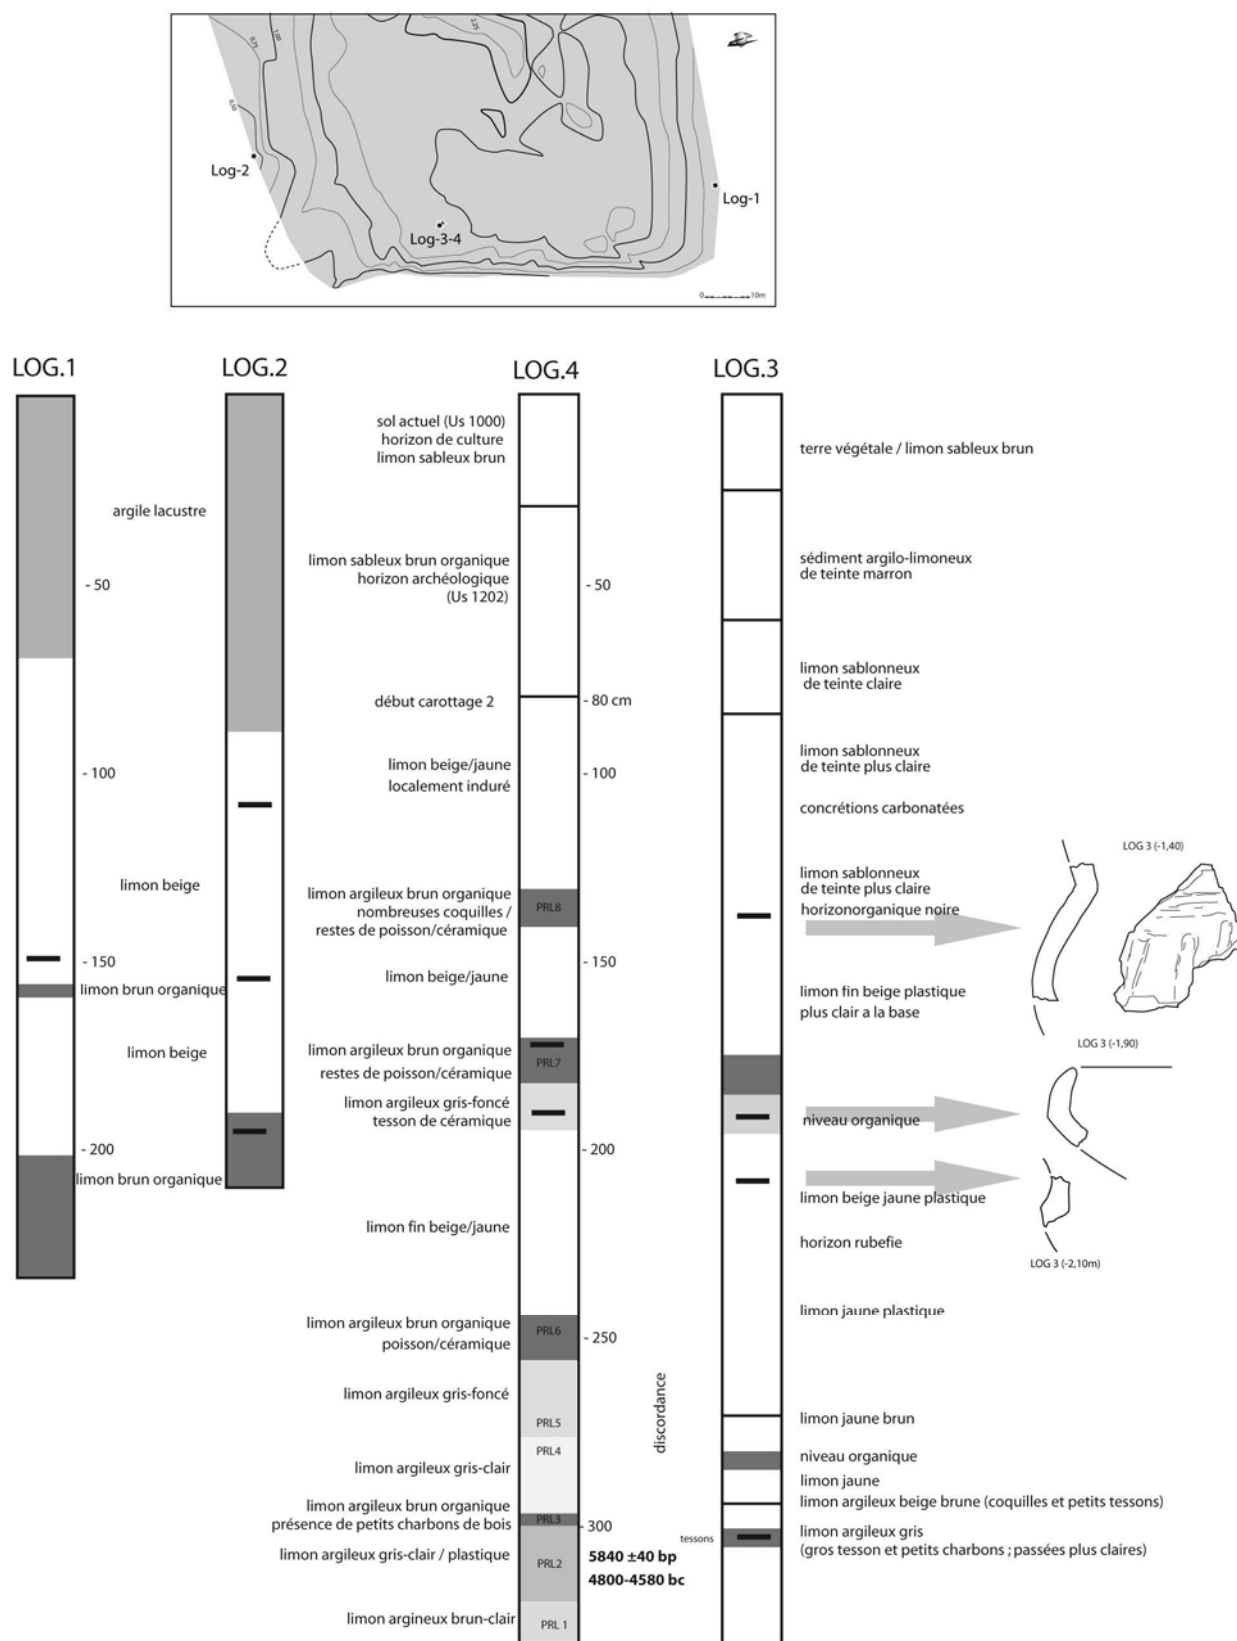 0,75
1,00
2,25
0,50
Log-2
Log-3-4
Log-1
0 10m
LOG.1
LOG.2
LOG.4
LOG.3
argile lacustre
- 50
- 100
limon beige
- 150
limon brun organique
limon beige
- 200
limon brun organique
sol actuel (Us 1000)
horizon de culture
limon sableux brun
limon sableux brun organique
horizon archéologique
(Us 1202)
début carottage 2
limon beige/jaune
localement induré
limon argileux brun organique
nombreuses coquilles /
restes de poisson/céramique
limon beige/jaune
limon argileux brun organique
restes de poisson/céramique
limon argileux gris-foncé
tesson de céramique
limon fin beige/jaune
limon argileux brun organique
poisson/céramique
limon argileux gris-foncé
limon argileux gris-clair
limon argileux brun organique
présence de petits charbons de bois
limon argileux gris-clair / plastique
limon argineux brun-clair
PRL8
PRL7
PRL6
PRL5
PRL4
PRL3
PRL2
PRL 1
- 50
- 80 cm
- 100
- 150
- 200
- 250
- 300
5840 ±40 bp
4800-4580 bc
discordance
tessons
terre végétale / limon sableux brun
sédiment argilo-limoneux
de teinte marron
limon sablonneux
de teinte claire
limon sablonneux
de teinte plus claire
concrétions carbonatées
limon sablonneux
de teinte plus claire
horizonorganique noire
limon fin beige plastique
plus clair a la base
niveau organique
limon beige jaune plastique
horizon rubefie
limon jaune plastique
limon jaune brun
niveau organique
limon jaune
limon argileux beige brune (coquilles et petits tessons)
limon argileux gris
(gros tesson et petits charbons ; passées plus claires)
LOG 3 (-1,40)
LOG 3 (-1,90)
LOG 3 (-2,10m)